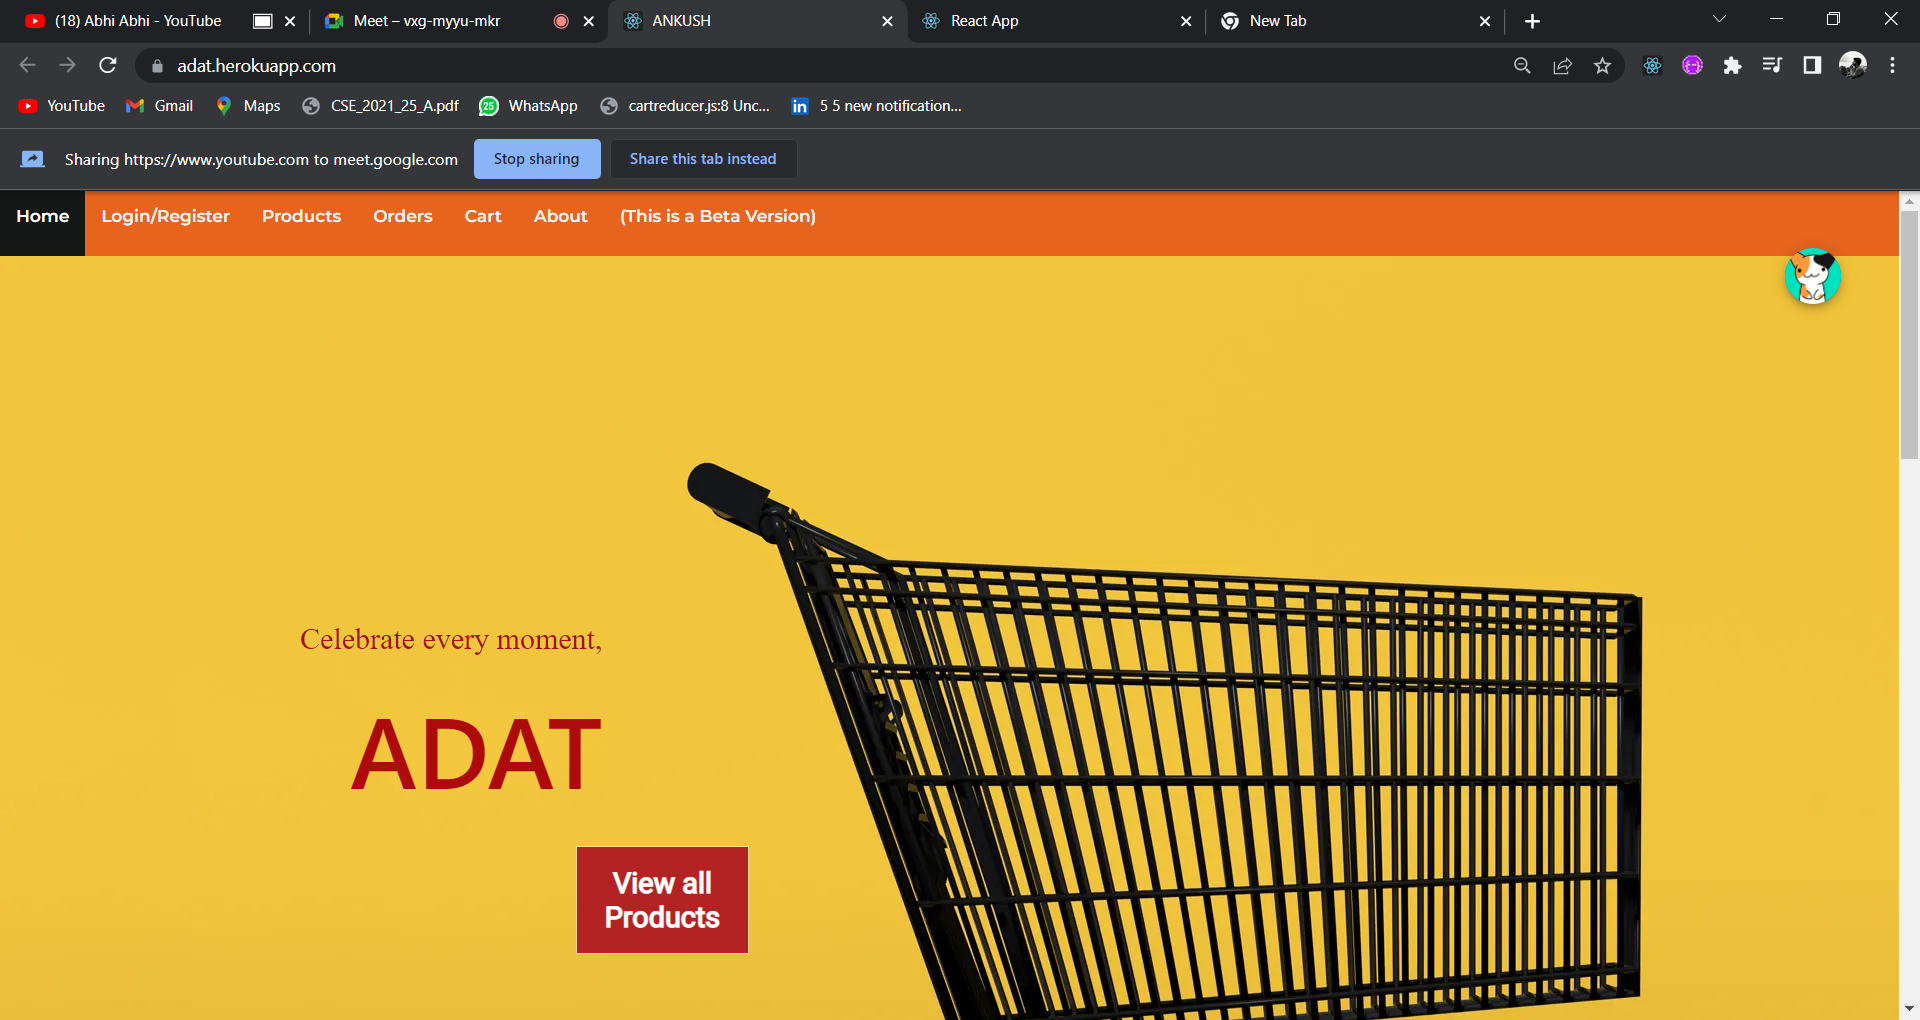 (18) Abhi Abhi - YouTube
Meet – vxg-myyu-mkr
ANKUSH
React App
New Tab
adat.herokuapp.com
YouTube
Gmail
Maps
CSE_2021_25_A.pdf
25
WhatsApp
cartreducer.js:8 Unc...
in
5 5 new notification...
Sharing https://www.youtube.com to meet.google.com
Stop sharing
Share this tab instead
Home
Login/Register
Products
Orders
Cart
About
(This is a Beta Version)
Celebrate every moment,
ADAT
View all
Products